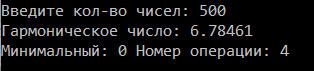 Введите кол-во чисел: 500
Гармоническое число: 6.78461
Минимальный: 0 Номер операции: 4